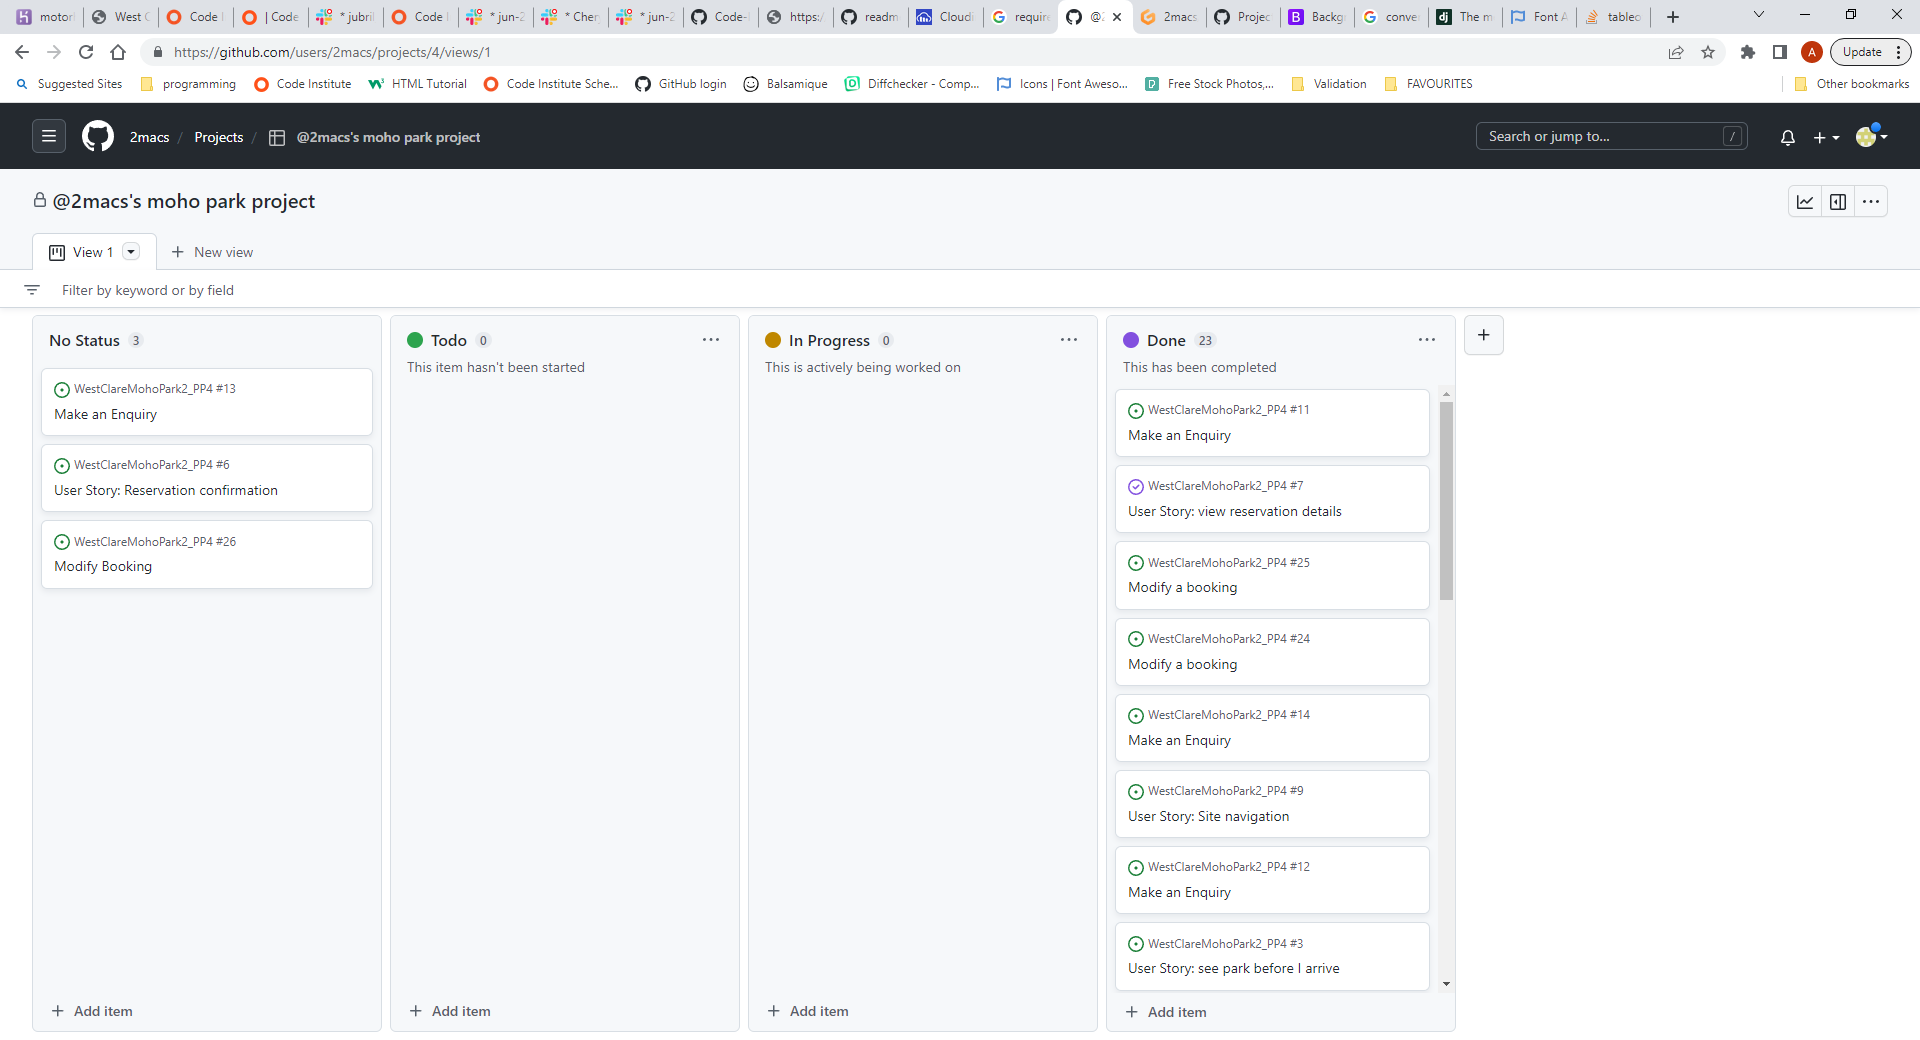 motorh West C Code I | Code * jubril Code I * jun-2 * Cher * jun-2 Code-I https:/ readm Cloudi require @2 2macs Projec Backgr conver The m Font A tableo
https://github.com/users/2macs/projects/4/views/1
A Update
Suggested Sites programming Code Institute HTML Tutorial Code Institute Sche... GitHub login Balsamique Diffchecker - Comp... Icons | Font Aweso... Free Stock Photos,... Validation FAVOURITES Other bookmarks
2macs / Projects / @2macs's moho park project
Search or jump to... /
@2macs's moho park project
View 1 New view
Filter by keyword or by field
No Status 3
WestClareMohoPark2_PP4 #13
Make an Enquiry
WestClareMohoPark2_PP4 #6
User Story: Reservation confirmation
WestClareMohoPark2_PP4 #26
Modify Booking
Add item
Todo 0
This item hasn't been started
Add item
In Progress 0
This is actively being worked on
Add item
Done 23
This has been completed
WestClareMohoPark2_PP4 #11
Make an Enquiry
WestClareMohoPark2_PP4 #7
User Story: view reservation details
WestClareMohoPark2_PP4 #25
Modify a booking
WestClareMohoPark2_PP4 #24
Modify a booking
WestClareMohoPark2_PP4 #14
Make an Enquiry
WestClareMohoPark2_PP4 #9
User Story: Site navigation
WestClareMohoPark2_PP4 #12
Make an Enquiry
WestClareMohoPark2_PP4 #3
User Story: see park before I arrive
Add item